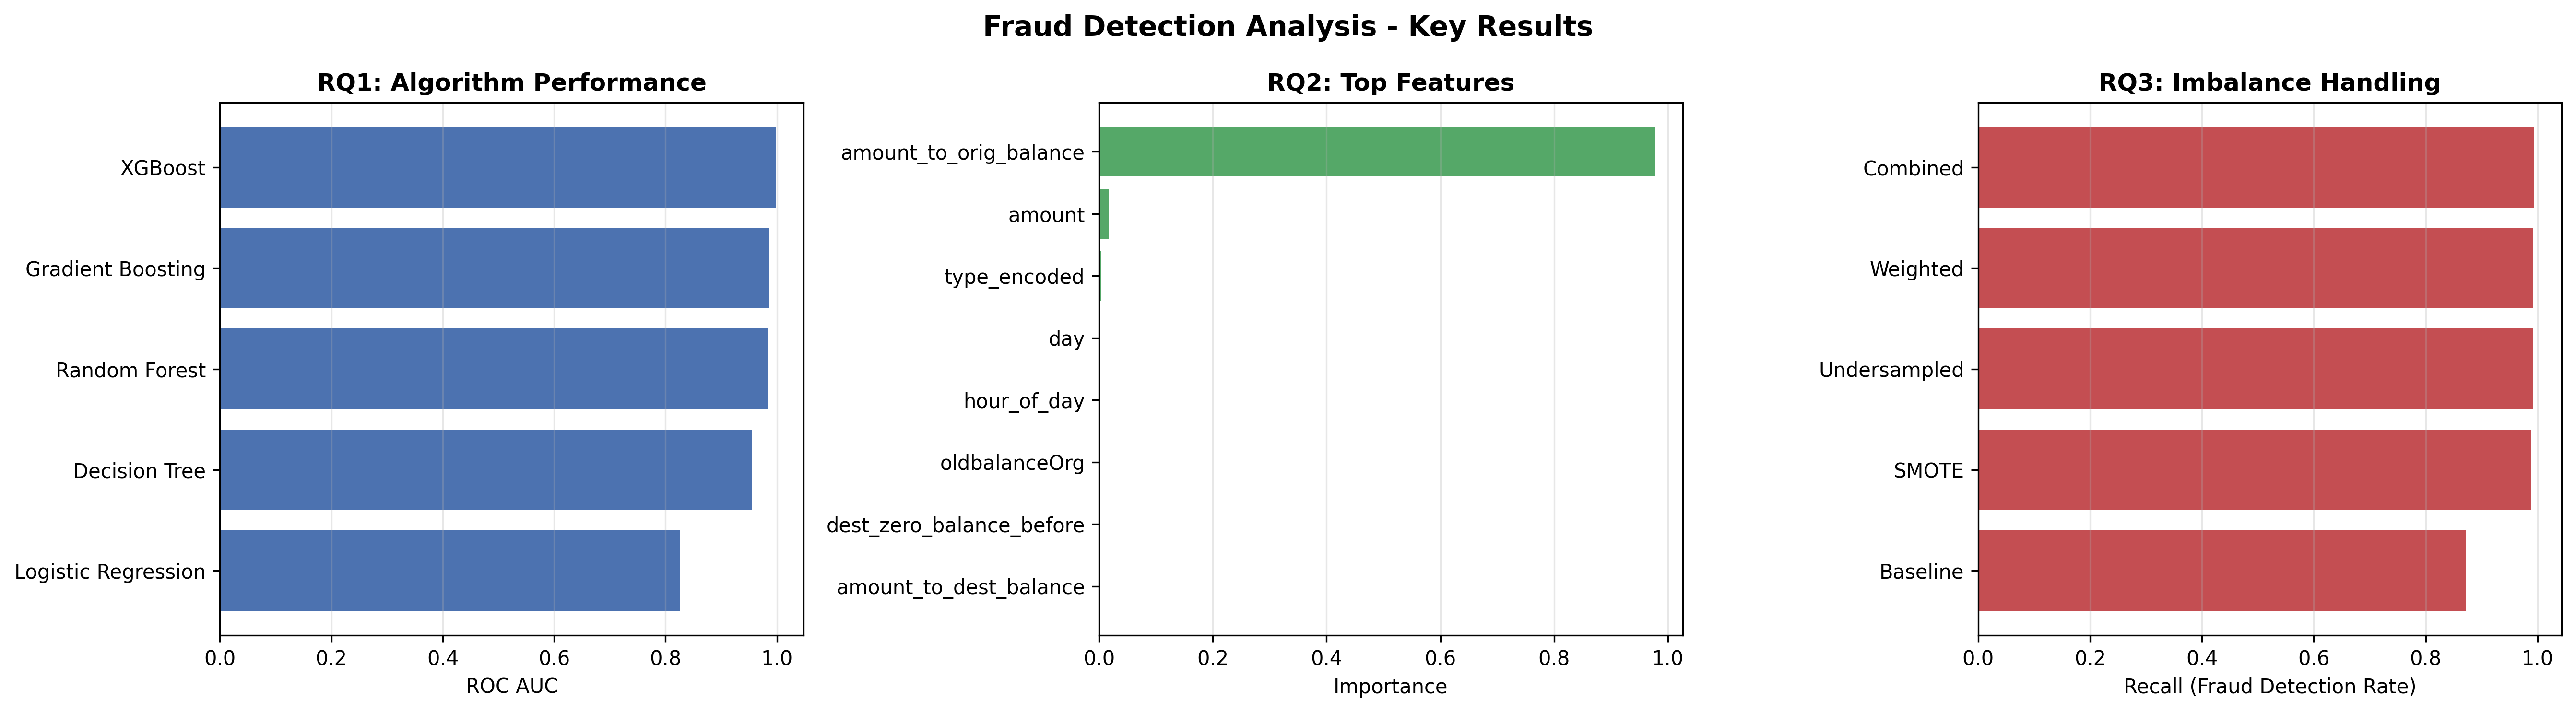 Fraud Detection Analysis - Key Results
RQ1: Algorithm Performance
XGBoost
Gradient Boosting
Random Forest
Decision Tree
Logistic Regression
0.0 0.2 0.4 0.6 0.8 1.0
ROC AUC
RQ2: Top Features
amount_to_orig_balance
amount
type_encoded
day
hour_of_day
oldbalanceOrg
dest_zero_balance_before
amount_to_dest_balance
0.0 0.2 0.4 0.6 0.8 1.0
Importance
RQ3: Imbalance Handling
Combined
Weighted
Undersampled
SMOTE
Baseline
0.0 0.2 0.4 0.6 0.8 1.0
Recall (Fraud Detection Rate)